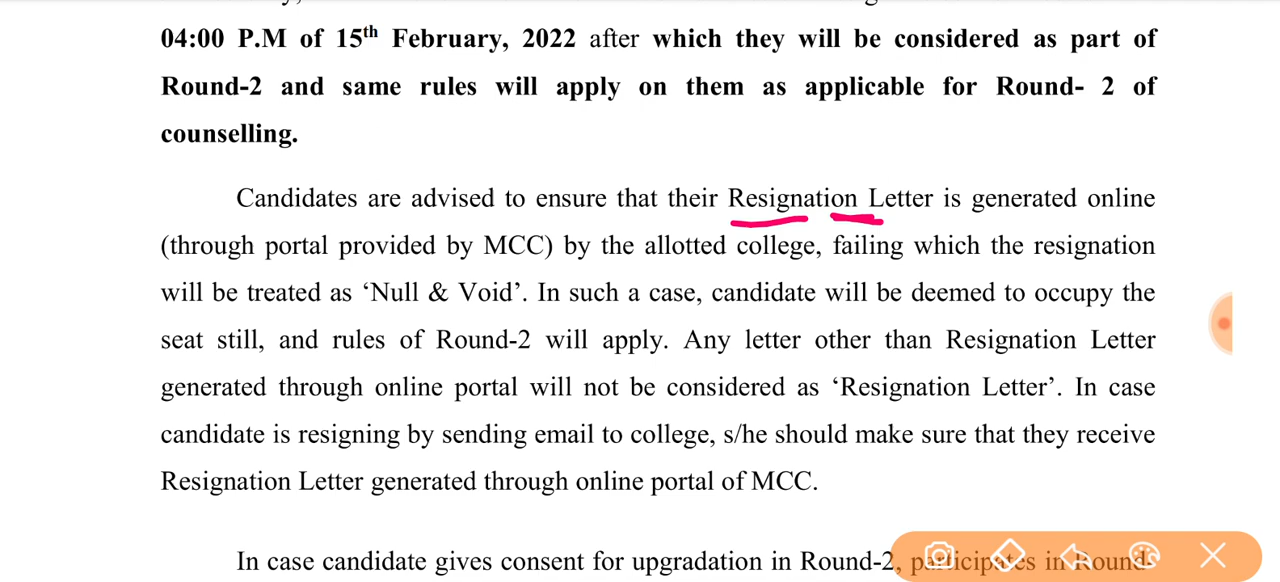 04:00 P.M of 15th February, 2022 after which they will be considered as part of
Round-2 and same rules will apply on them as applicable for Round- 2 of
counselling.
Candidates are advised to ensure that their Resignation Letter is generated online
(through portal provided by MCC) by the allotted college, failing which the resignation
will be treated as ‘Null & Void’. In such a case, candidate will be deemed to occupy the
seat still, and rules of Round-2 will apply. Any letter other than Resignation Letter
generated through online portal will not be considered as ‘Resignation Letter’. In case
candidate is resigning by sending email to college, s/he should make sure that they receive
Resignation Letter generated through online portal of MCC.
In case candidate gives consent for upgradation in Round-2, participates in Round-